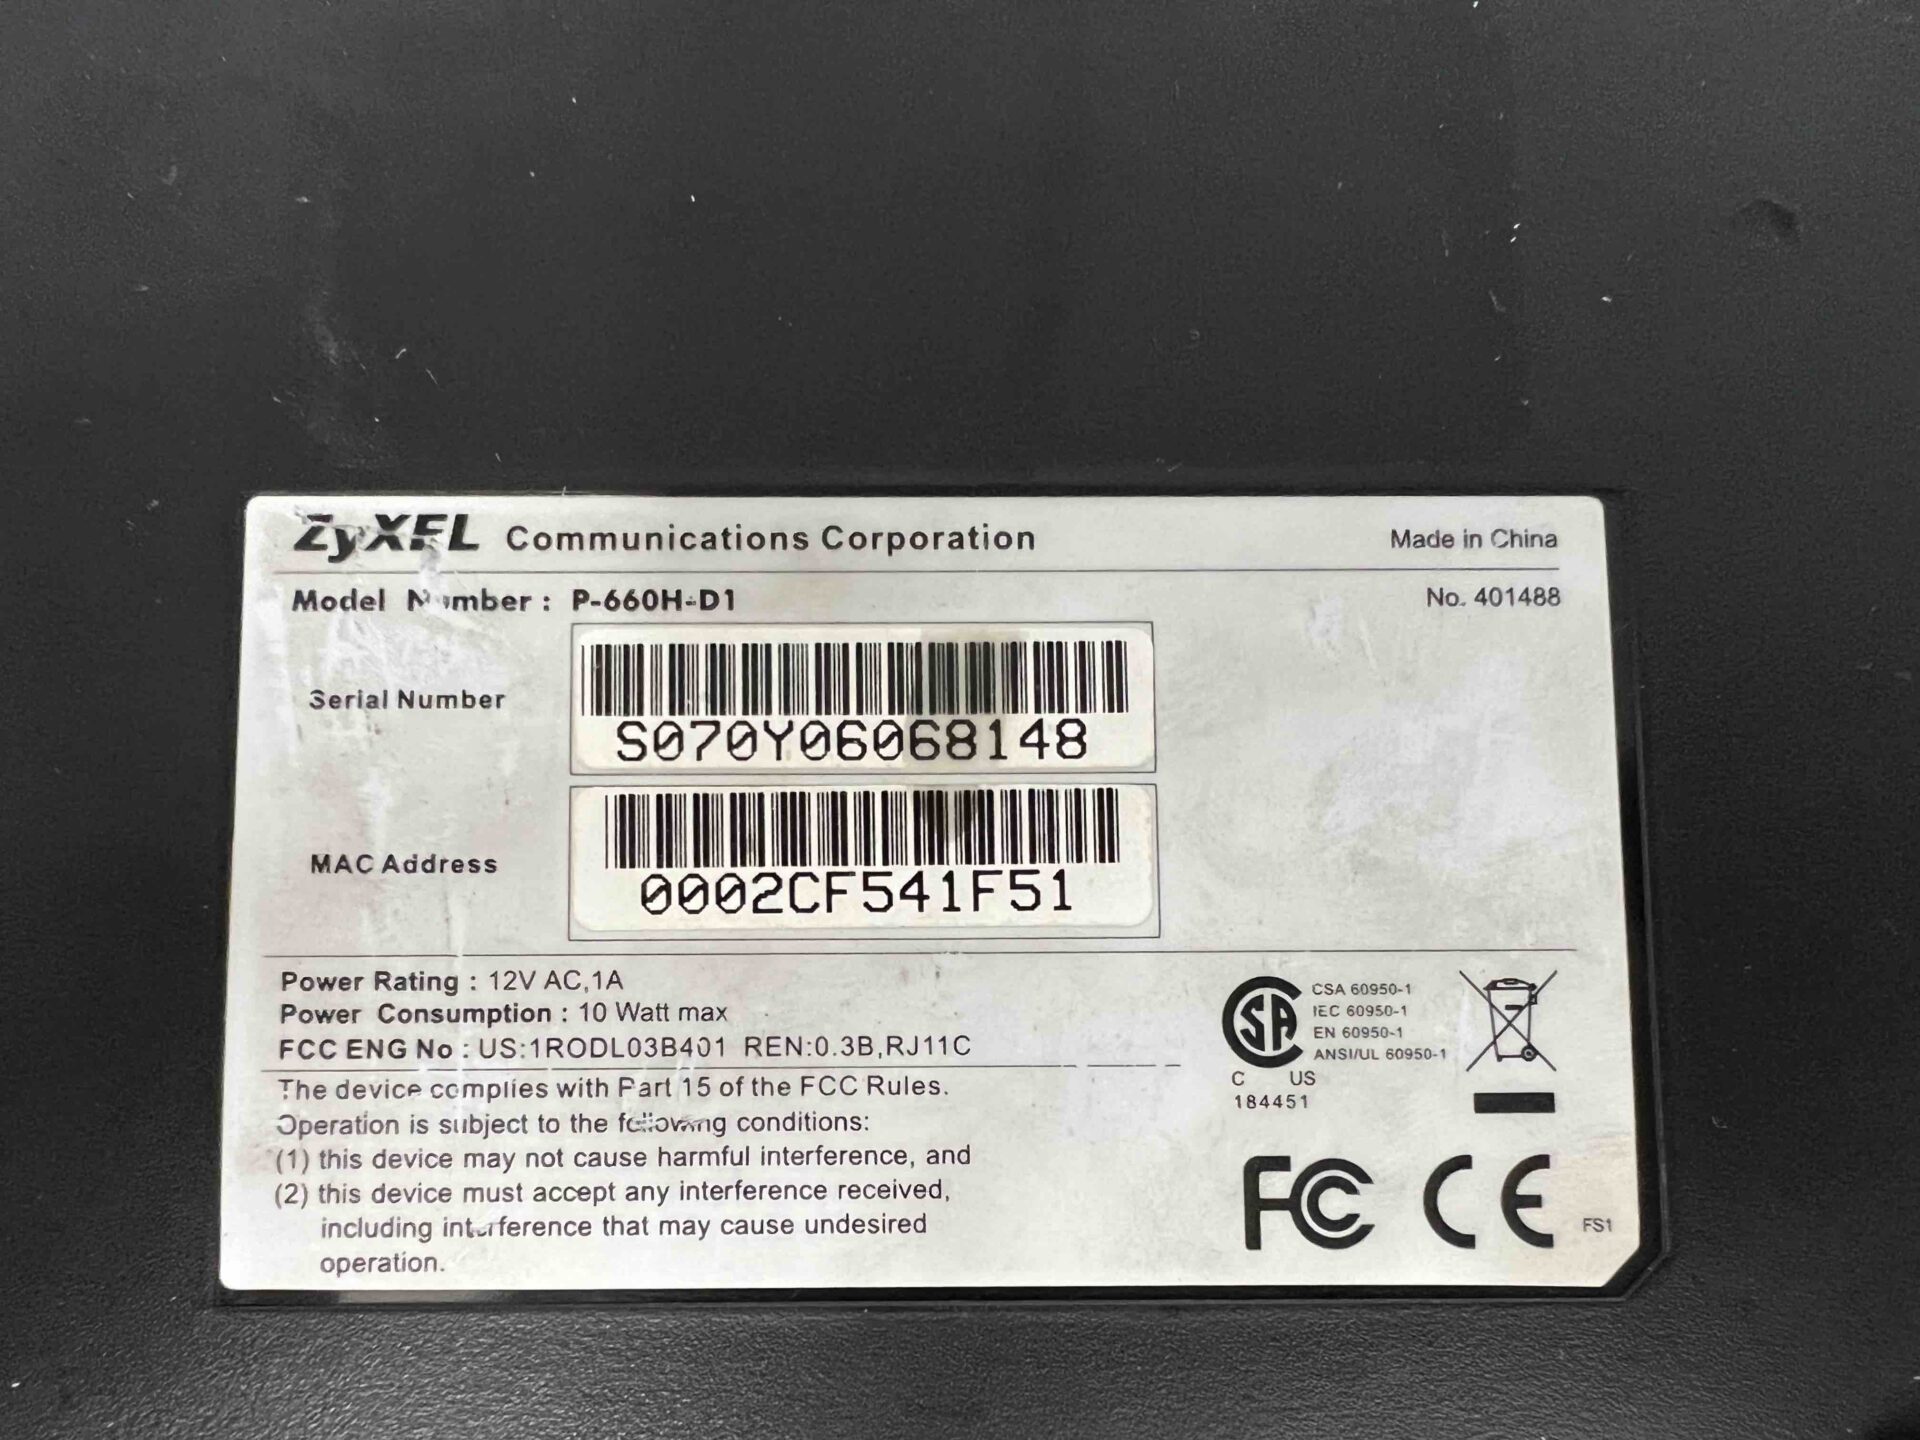 ZyXEL Communications Corporation Made in China
Model Number : P-660H-D1 No. 401488
Serial Number
S070Y06068148
MAC Address
0002CF541F51
Power Rating : 12V AC,1A
Power Consumption : 10 Watt max
FCC ENG No : US:1RODL03B401 REN:0.3B,RJ11C
The device complies with Part 15 of the FCC Rules.
Operation is subject to the following conditions:
(1) this device may not cause harmful interference, and
(2) this device must accept any interference received,
including interference that may cause undesired
operation.
SA
CSA 60950-1
IEC 60950-1
EN 60950-1
ANSI/UL 60950-1
C US
184451
FC CE FS1